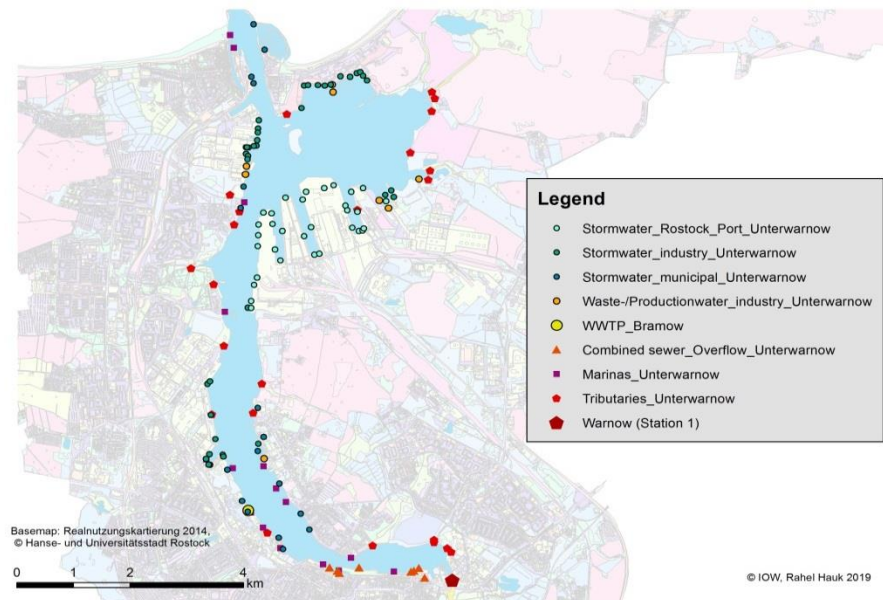 Legend
Stormwater_Rostock_Port_Unterwarnow
Stormwater_industry_Unterwarnow
Stormwater_municipal_Unterwarnow
Waste-/Productionwater_industry_Unterwarnow
WWTP_Bramow
Combined sewer_Overflow_Unterwarnow
Marinas_Unterwarnow
Tributaries_Unterwarnow
Warnow (Station 1)
Basemap: Realnutzungskartierung 2014,
© Hanse- und Universitätsstadt Rostock
0 2 4
km
© IOW, Rahel Hauk 2019